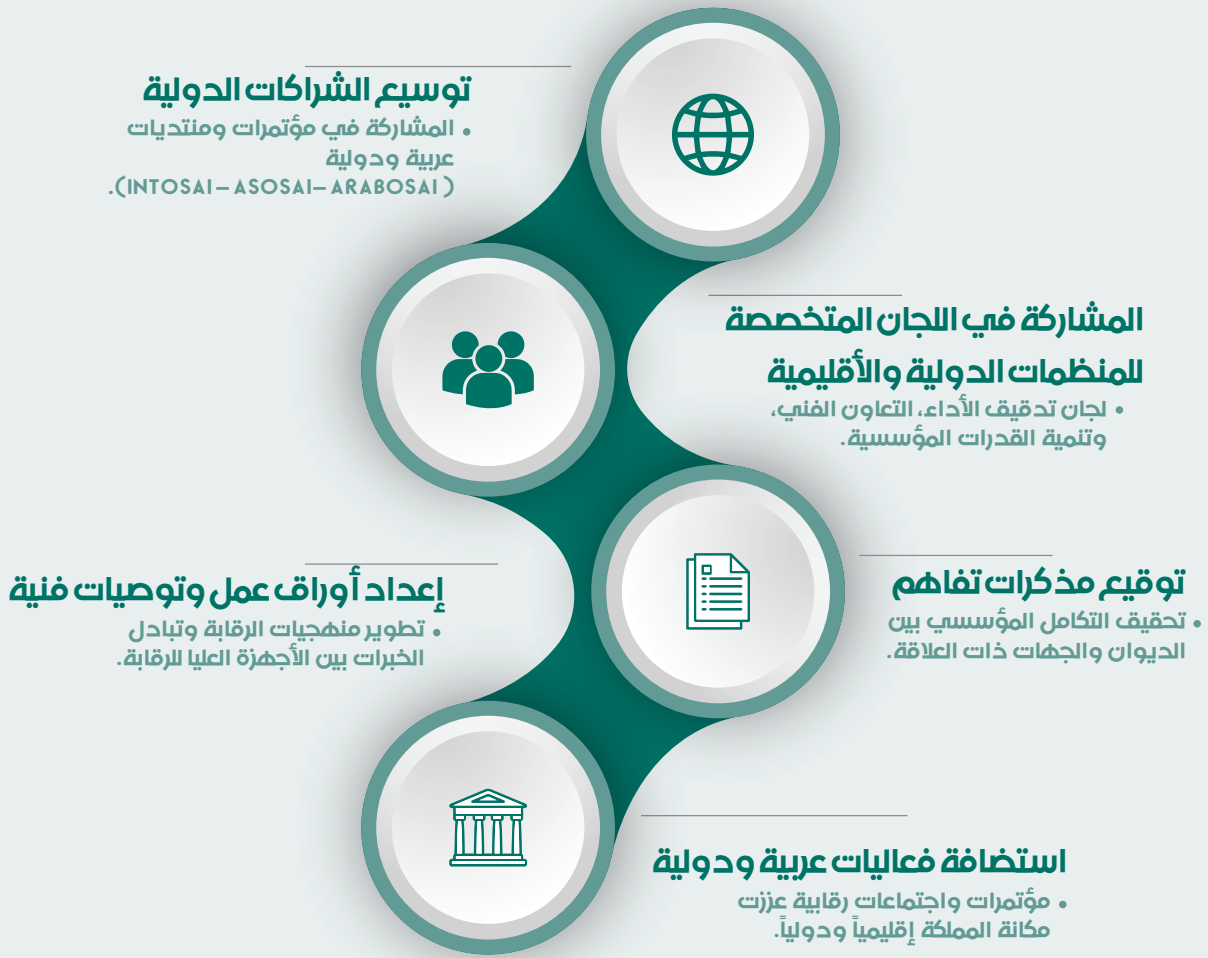 توسيع الشراكات الدولية
• المشاركة في مؤتمرات ومنتديات
عربية ودولية
(INTOSAI – ASOSAI– ARABOSAI ).
المشاركة في اللجان المتخصصة
للمنظمات الدولية والأقليمية
• لجان تدقيق الأداء، التعاون الفني،
وتنمية القدرات المؤسسية.
توقيع مذكرات تفاهم
• تحقيق التكامل المؤسسي بين
الديوان والجهات ذات العلاقة.
إعداد أوراق عمل وتوصيات فنية
• تطوير منهجيات الرقابة وتبادل
الخبرات بين الأجهزة العليا للرقابة.
استضافة فعاليات عربية ودولية
• مؤتمرات واجتماعات رقابية عززت
مكانة المملكة إقليمياً ودولياً.